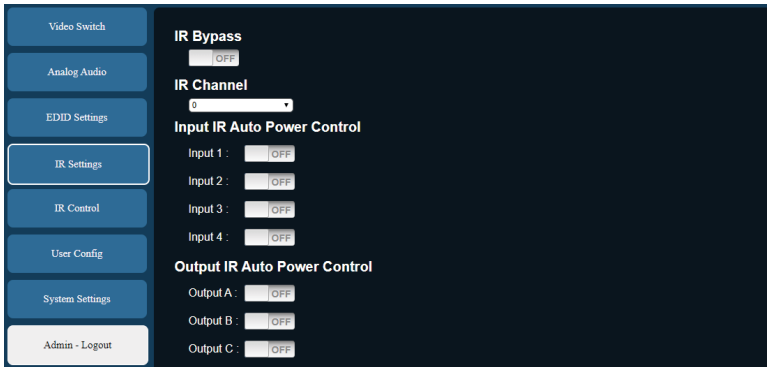 Video Switch
Analog Audio
EDID Settings
IR Settings
IR Control
User Config
System Settings
Admin - Logout
IR Bypass
OFF
IR Channel
0
Input IR Auto Power Control
Input 1 : OFF
Input 2 : OFF
Input 3 : OFF
Input 4 : OFF
Output IR Auto Power Control
Output A : OFF
Output B : OFF
Output C : OFF